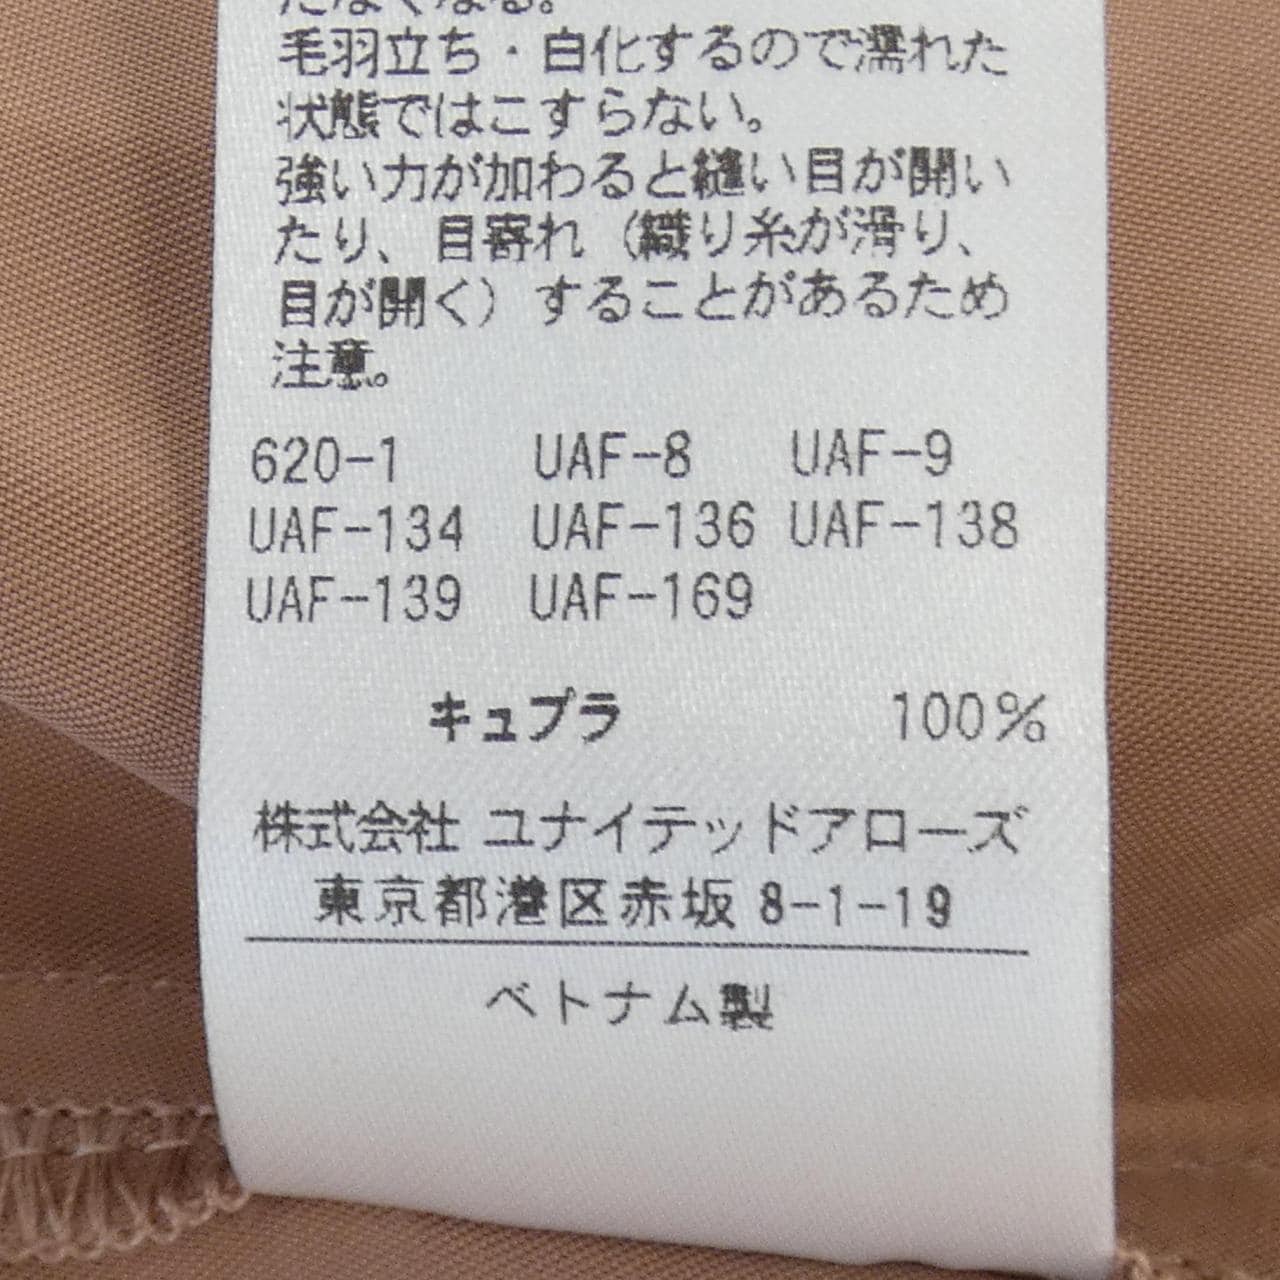 たなくなる。
毛羽立ち・白化するので濡れた
状態ではこすらない。
強い力が加わると縫い目が開い
たり、目寄れ（織り糸が滑り、
目が開く）することがあるため
注意。
620-1 UAF-8 UAF-9
UAF-134 UAF-136 UAF-138
UAF-139 UAF-169
キュプラ 100%
株式会社 ユナイテッドアローズ
東京都港区赤坂 8-1-19
ベトナム製